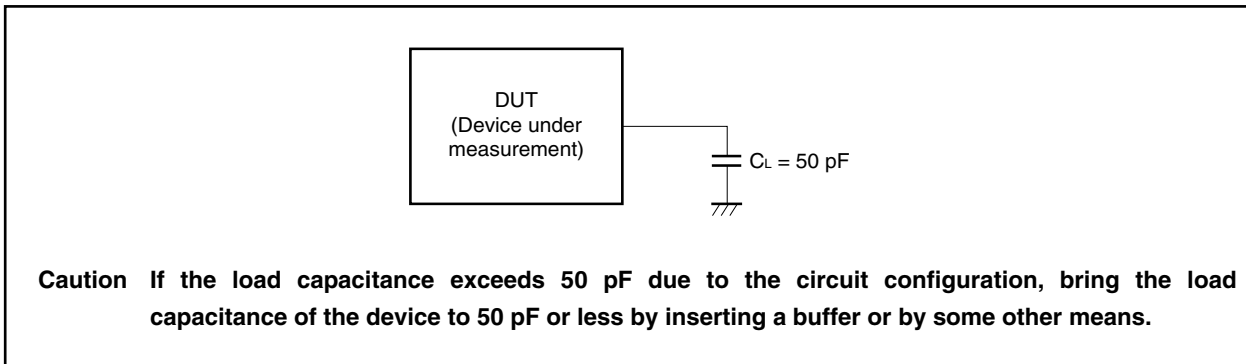 DUT
(Device under
measurement)
CL = 50 pF
Caution If the load capacitance exceeds 50 pF due to the circuit configuration, bring the load
capacitance of the device to 50 pF or less by inserting a buffer or by some other means.